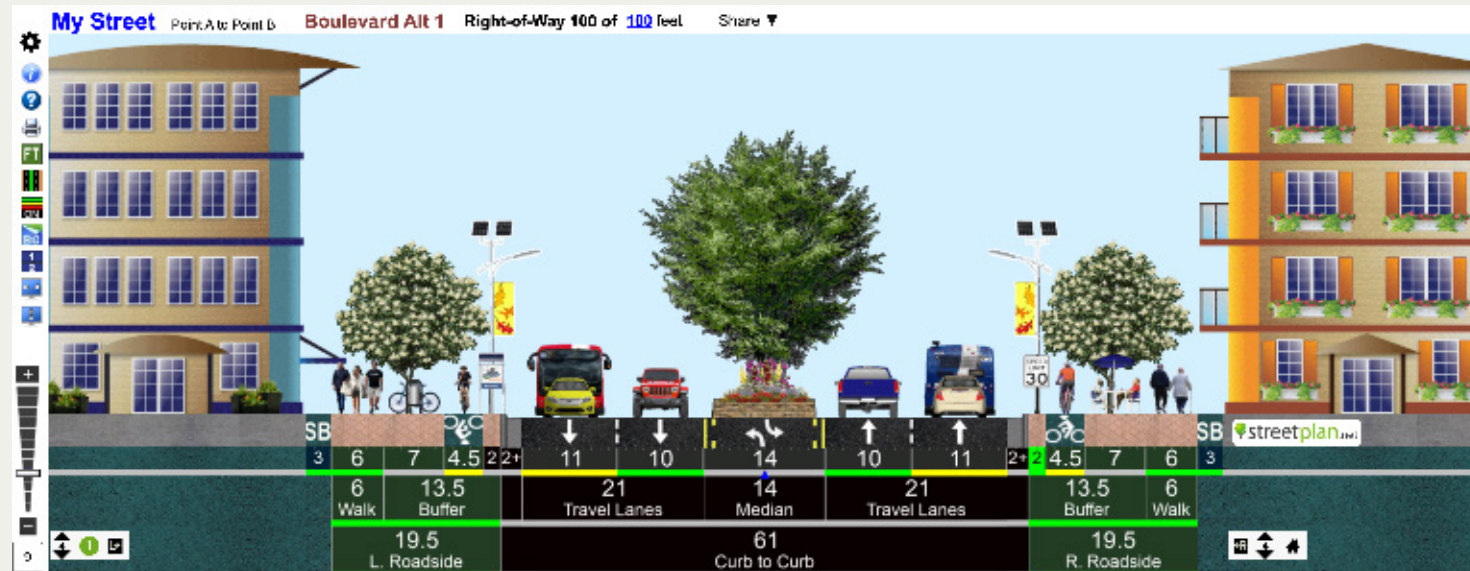 My Street Point A to Point B Boulevard Alt 1 Right-of-Way 100 of 100 feet Share ▼
FT
SPEED
LIMIT
30
SB SB streetplan.net
3 6 7 4.5 2 2+ 11 10 14 10 11 2+ 2 4.5 7 6 3
6 13.5 21 14 21 13.5 6
Walk Buffer Travel Lanes Median Travel Lanes Buffer Walk
19.5 61 19.5
L. Roadside Curb to Curb R. Roadside